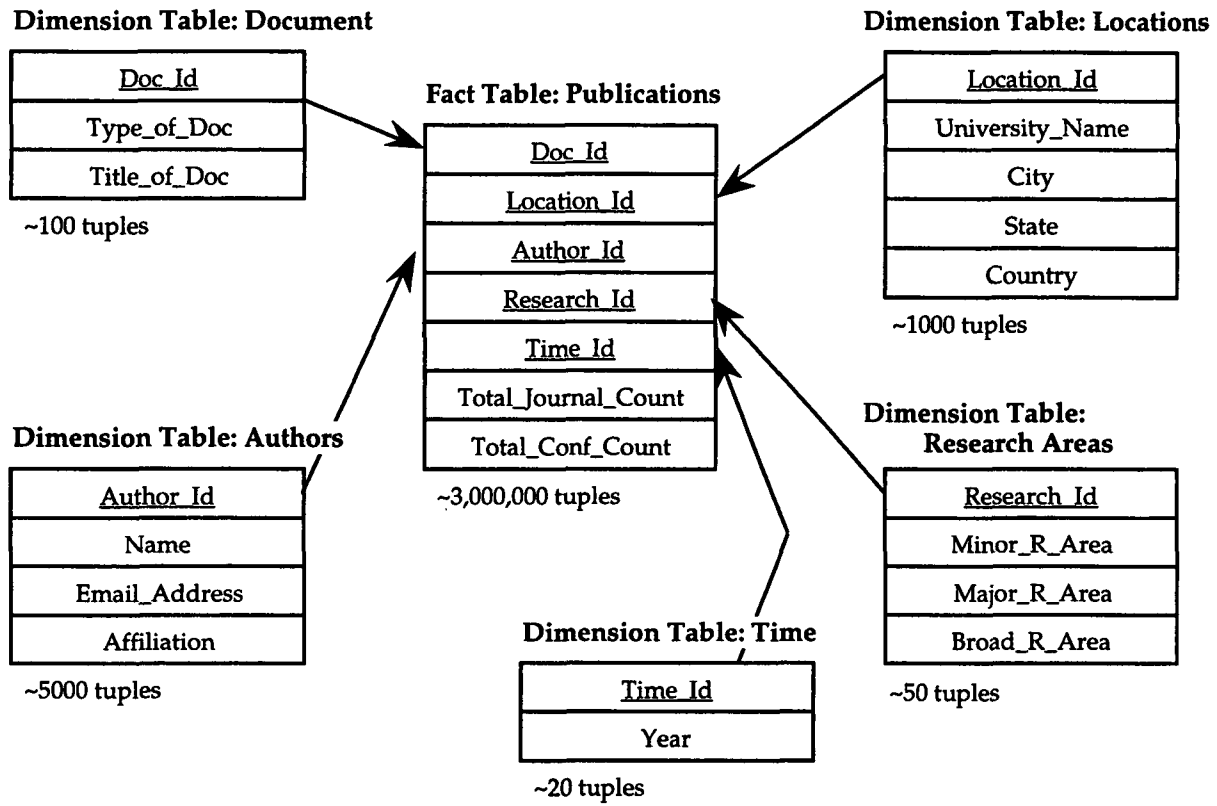 Dimension Table: Document
Doc_Id
Type_of_Doc
Title_of_Doc
~100 tuples
Fact Table: Publications
Doc_Id
Location_Id
Author_Id
Research_Id
Time_Id
Total_Journal_Count
Total_Conf_Count
~3,000,000 tuples
Dimension Table: Locations
Location_Id
University_Name
City
State
Country
~1000 tuples
Dimension Table: Authors
Author_Id
Name
Email_Address
Affiliation
~5000 tuples
Dimension Table: Time
Time_Id
Year
~20 tuples
Dimension Table:
Research Areas
Research_Id
Minor_R_Area
Major_R_Area
Broad_R_Area
~50 tuples